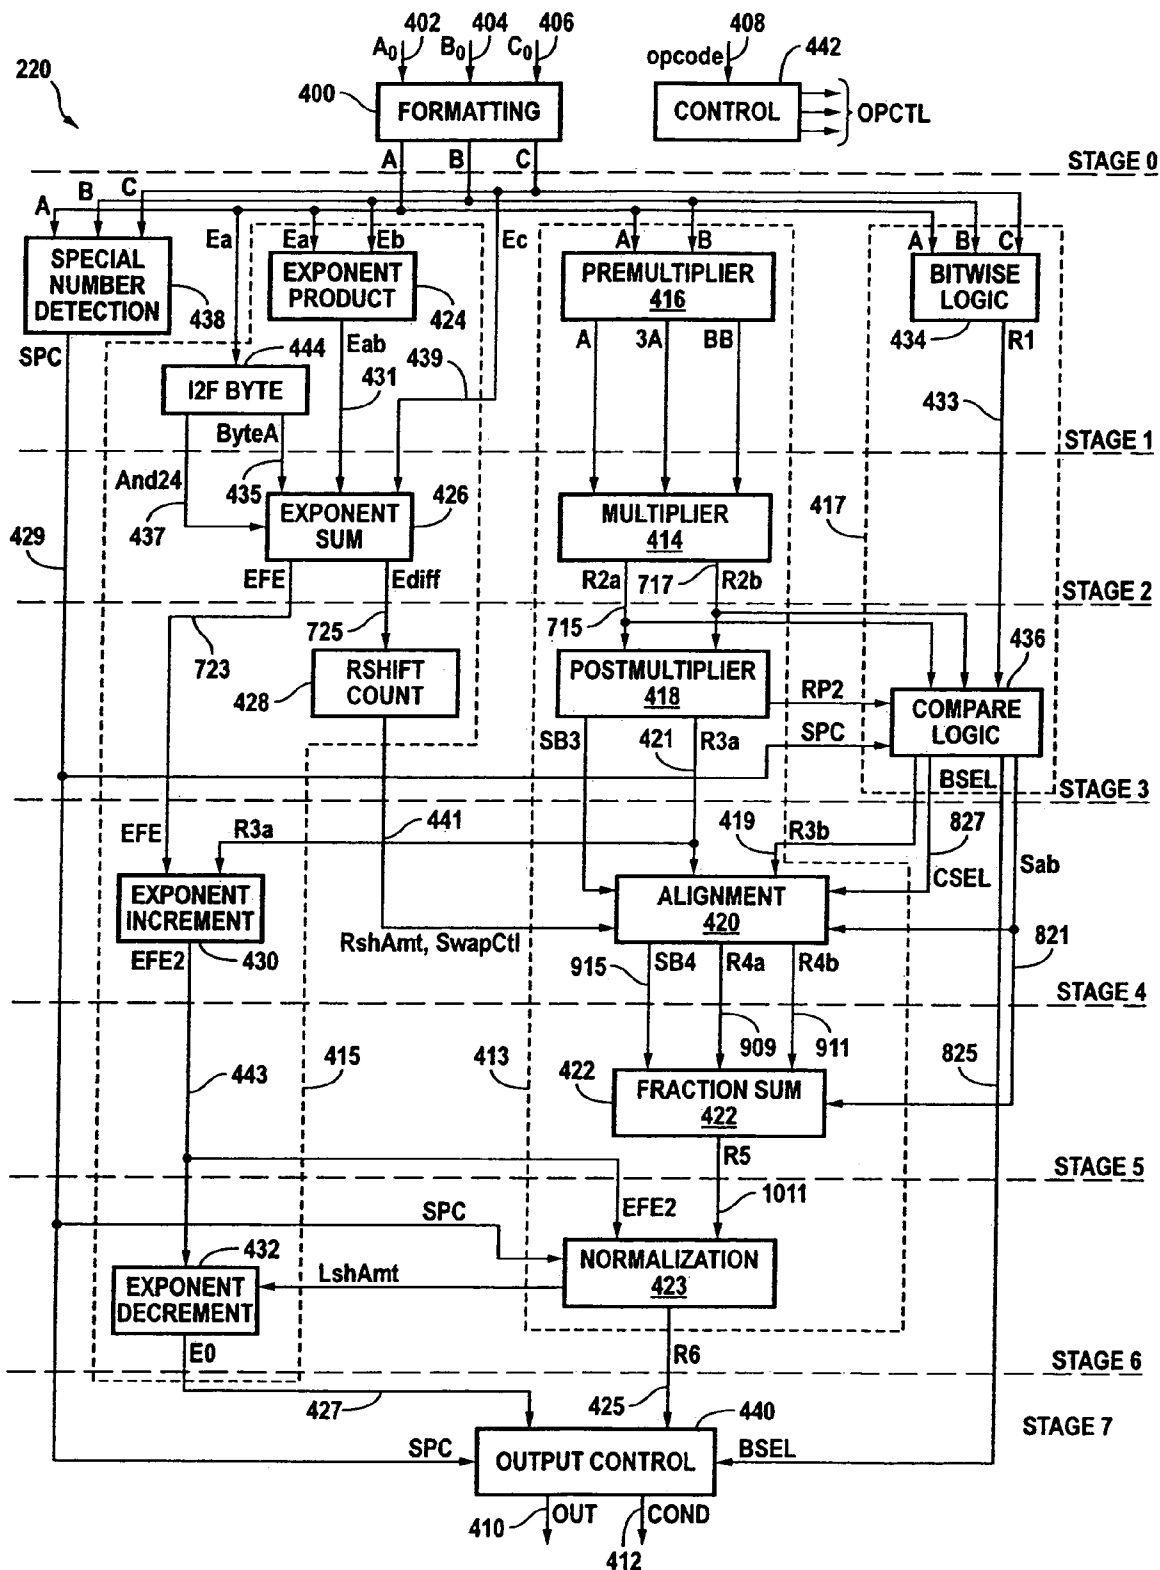 402 404 406 408 442
A0 B0 C0 opcode
220
400 FORMATTING CONTROL OPCTL
A B C
STAGE 0
A B C
Ea Ea Eb Ec A B A B C
SPECIAL NUMBER DETECTION 438
EXPONENT PRODUCT 424
PREMULTIPLIER 416
BITWISE LOGIC 434
SPC 444 Eab 439 A 3A BB R1
I2F BYTE 431 433
ByteA
STAGE 1
And24 435 426
437 EXPONENT SUM
MULTIPLIER 414
417
429
EFE Ediff R2a 717 R2b
STAGE 2
723 725 715 436
428 RSHIFT COUNT
POSTMULTIPLIER 418
RP2
COMPARE LOGIC
SB3 421 R3a SPC
BSEL
STAGE 3
EFE R3a 441 419 R3b 827
CSEL Sab
EXPONENT INCREMENT
ALIGNMENT 420
EFE2 430 RshAmt, SwapCtl
915 SB4 R4a R4b 821
STAGE 4
443 415 413 909 911 825
422 FRACTION SUM 422
R5
STAGE 5
1011
SPC EFE2
432
NORMALIZATION 423
LshAmt
EXPONENT DECREMENT
E0 R6
STAGE 6
427 425 440
STAGE 7
SPC OUTPUT CONTROL BSEL
410 OUT COND
412